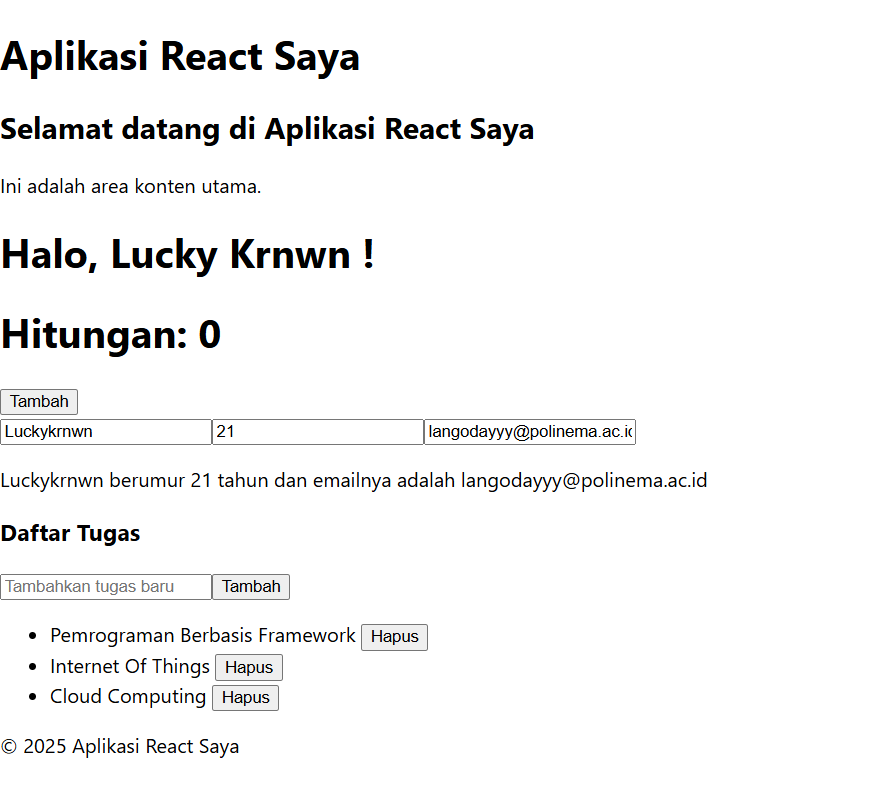 Aplikasi React Saya
Selamat datang di Aplikasi React Saya
Ini adalah area konten utama.
Halo, Lucky Krnwn !
Hitungan: 0
Tambah
Luckykrnwn 21 langodayyy@polinema.ac.ic
Luckykrnwn berumur 21 tahun dan emailnya adalah langodayyy@polinema.ac.id
Daftar Tugas
Tambahkan tugas baru Tambah
Pemrograman Berbasis Framework Hapus
Internet Of Things Hapus
Cloud Computing Hapus
© 2025 Aplikasi React Saya